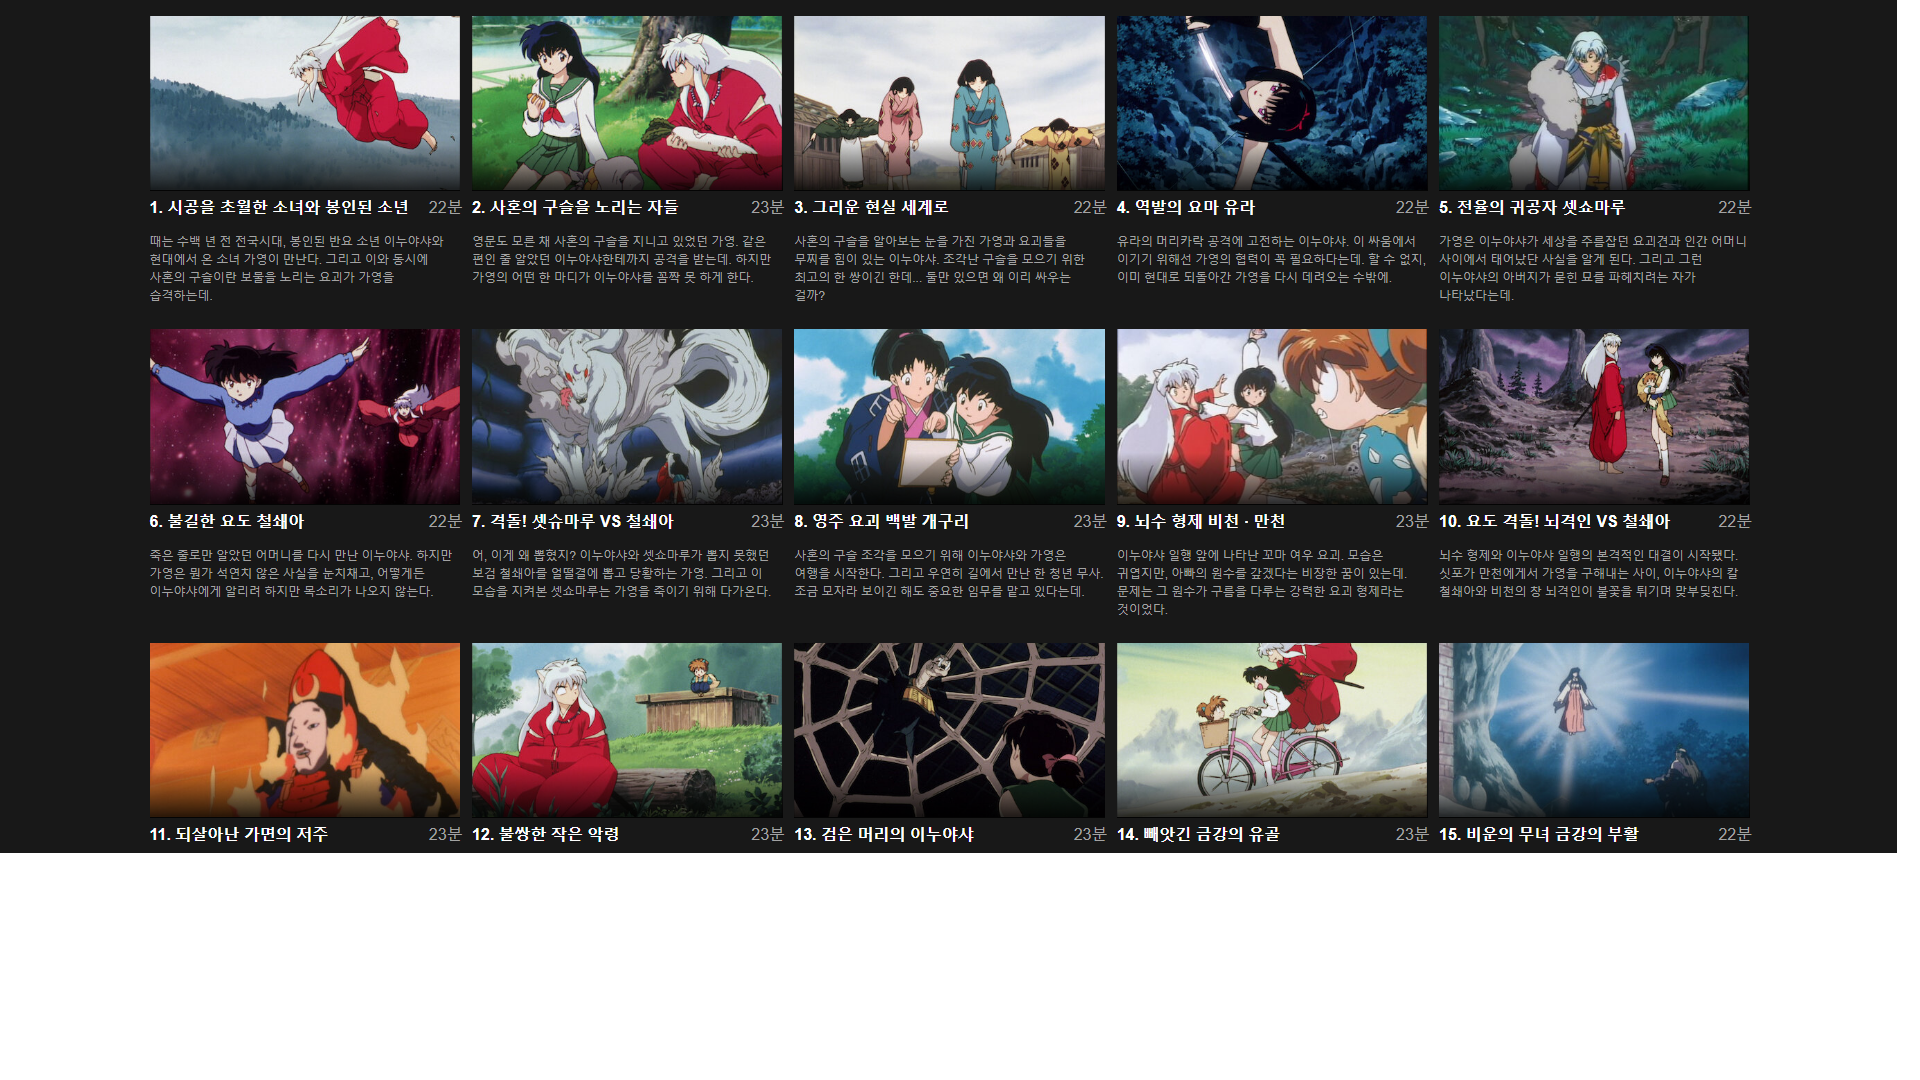 1. 시공을 초월한 소녀와 봉인된 소년 22분
때는 수백 년 전 전국시대, 봉인된 반요 소년 이누야샤와
현대에서 온 소녀 가영이 만난다. 그리고 이와 동시에
사혼의 구슬이란 보물을 노리는 요괴가 가영을
습격하는데.
2. 사혼의 구슬을 노리는 자들 23분
영문도 모른 채 사혼의 구슬을 지니고 있었던 가영. 같은
편인 줄 알았던 이누야샤한테까지 공격을 받는데. 하지만
가영의 어떤 한 마디가 이누야샤를 꼼짝 못 하게 한다.
3. 그리운 현실 세계로 22분
사혼의 구슬을 알아보는 눈을 가진 가영과 요괴들을
무찌를 힘이 있는 이누야샤. 조각난 구슬을 모으기 위한
최고의 한 쌍이긴 한데... 둘만 있으면 왜 이리 싸우는
걸까?
4. 역발의 요마 유라 22분
유라의 머리카락 공격에 고전하는 이누야샤. 이 싸움에서
이기기 위해선 가영의 협력이 꼭 필요하다는데. 할 수 없지,
이미 현대로 되돌아간 가영을 다시 데려오는 수밖에.
5. 전율의 귀공자 셋쇼마루 22분
가영은 이누야샤가 세상을 주름잡던 요괴견과 인간 어머니
사이에서 태어났단 사실을 알게 된다. 그리고 그런
이누야샤의 아버지가 묻힌 묘를 파헤치려는 자가
나타났다는데.
6. 불길한 요도 철쇄아 22분
죽은 줄로만 알았던 어머니를 다시 만난 이누야샤. 하지만
가영은 뭔가 석연치 않은 사실을 눈치채고, 어떻게든
이누야샤에게 알리려 하지만 목소리가 나오지 않는다.
7. 격돌! 셋슈마루 VS 철쇄아 23분
어, 이게 왜 뽑혔지? 이누야샤와 셋쇼마루가 뽑지 못했던
보검 철쇄아를 얼떨결에 뽑고 당황하는 가영. 그리고 이
모습을 지켜본 셋쇼마루는 가영을 죽이기 위해 다가온다.
8. 영주 요괴 백발 개구리 23분
사혼의 구슬 조각을 모으기 위해 이누야샤와 가영은
여행을 시작한다. 그리고 우연히 길에서 만난 한 청년 무사.
조금 모자라 보이긴 해도 중요한 임무를 맡고 있다는데.
9. 뇌수 형제 비천 · 만천 23분
이누야샤 일행 앞에 나타난 꼬마 여우 요괴. 모습은
귀엽지만, 아빠의 원수를 갚겠다는 비장한 꿈이 있는데.
문제는 그 원수가 구름을 다루는 강력한 요괴 형제라는
것이었다.
10. 요도 격돌! 뇌격인 VS 철쇄아 22분
뇌수 형제와 이누야샤 일행의 본격적인 대결이 시작됐다.
싯포가 만천에게서 가영을 구해내는 사이, 이누야샤의 칼
철쇄아와 비천의 창 뇌격인이 불꽃을 튀기며 맞부딪친다.
11. 되살아난 가면의 저주 23분
12. 불쌍한 작은 악령 23분
13. 검은 머리의 이누야샤 23분
14. 빼앗긴 금강의 유골 23분
15. 비운의 무녀 금강의 부활 22분